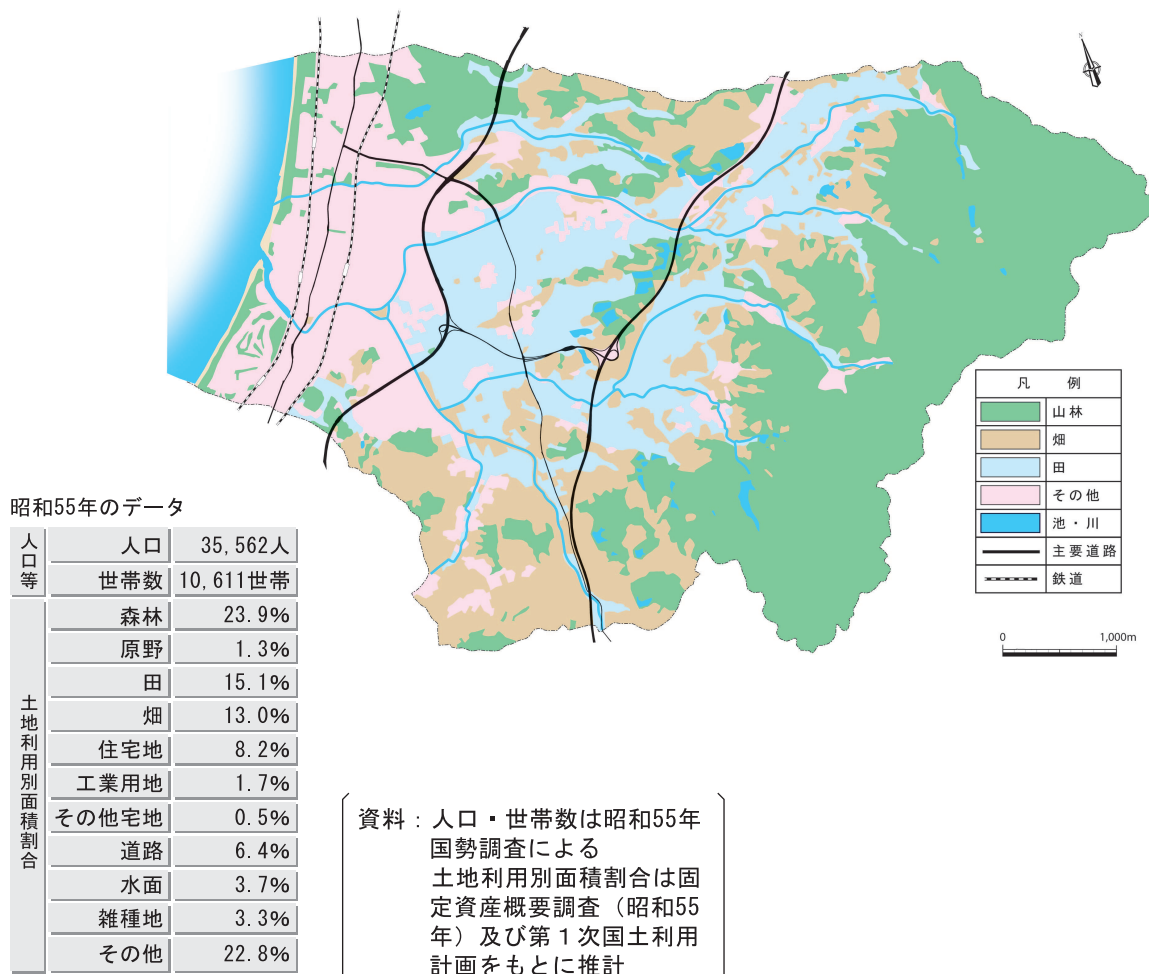 N
凡 例
山林
畑
田
その他
池・川
主要道路
鉄道
0 1,000m
昭和55年のデータ
人口等
人口 35,562人
世帯数 10,611世帯
土地利用別面積割合
森林 23.9%
原野 1.3%
田 15.1%
畑 13.0%
住宅地 8.2%
工業用地 1.7%
その他宅地 0.5%
道路 6.4%
水面 3.7%
雑種地 3.3%
その他 22.8%
資料：人口・世帯数は昭和55年
国勢調査による
土地利用別面積割合は固
定資産概要調査（昭和55
年）及び第１次国土利用
計画をもとに推計